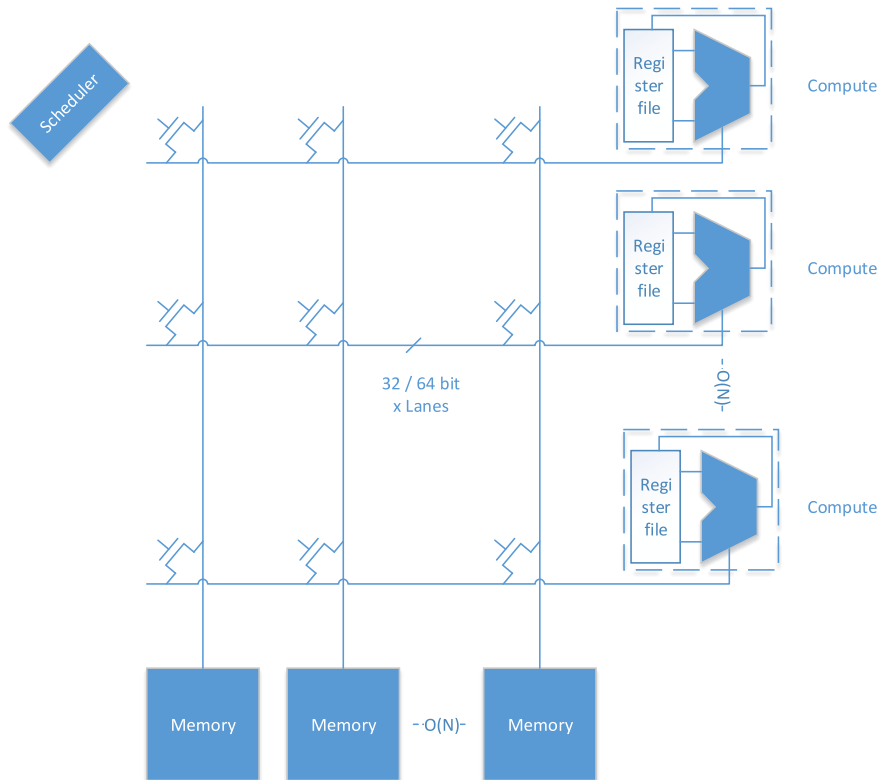 Scheduler
Regi
ster
file
Compute
Regi
ster
file
Compute
32 / 64 bit
x Lanes
O(N)
Regi
ster
file
Compute
Memory
Memory
O(N)
Memory